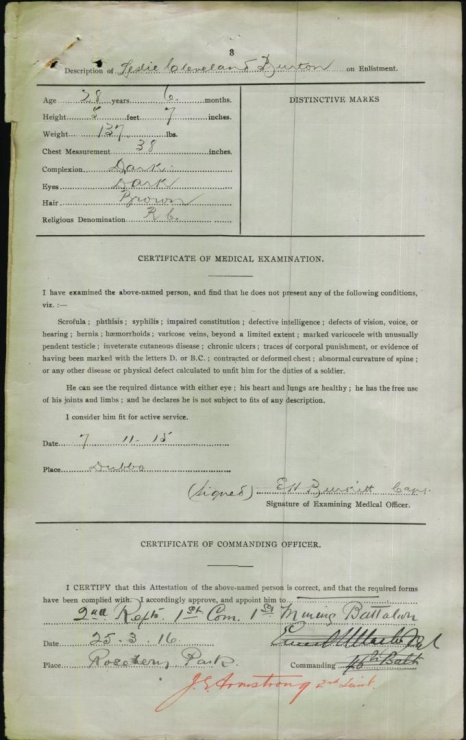 3
Description of Leslie Cleveland Burton on Enlistment.
Age 28 years 6 months.
Height 5 feet 7 inches.
Weight 137 lbs.
Chest Measurement 38 inches.
Complexion Dark
Eyes Dark
Hair Brown
Religious Denomination R. C.
DISTINCTIVE MARKS
CERTIFICATE OF MEDICAL EXAMINATION.
I have examined the above-named person, and find that he does not present any of the following conditions,
viz. :—
Scrofula ; phthisis ; syphilis ; impaired constitution ; defective intelligence ; defects of vision, voice, or
hearing ; hernia ; hæmorrhoids ; varicose veins, beyond a limited extent ; marked varicocele with unusually
pendent testicle ; inveterate cutaneous disease ; chronic ulcers ; traces of corporal punishment, or evidence of
having been marked with the letters D. or B.C. ; contracted or deformed chest ; abnormal curvature of spine ;
or any other disease or physical defect calculated to unfit him for the duties of a soldier.
He can see the required distance with either eye ; his heart and lungs are healthy ; he has the free use
of his joints and limbs ; and he declares he is not subject to fits of any description.
I consider him fit for active service.
Date 7 11-15
Place Dubbo
(Signed) E H Burkitt Capt.
Signature of Examining Medical Officer.
CERTIFICATE OF COMMANDING OFFICER.
I CERTIFY that this Attestation of the above-named person is correct, and that the required forms
have been complied with. I accordingly approve, and appoint him to
2nd Refts 1st Com. 1st Mining Battalion
Date 25-3-16
Place Rosebery Park
Commanding Batt
J. E. Armstrong 2nd Lieut